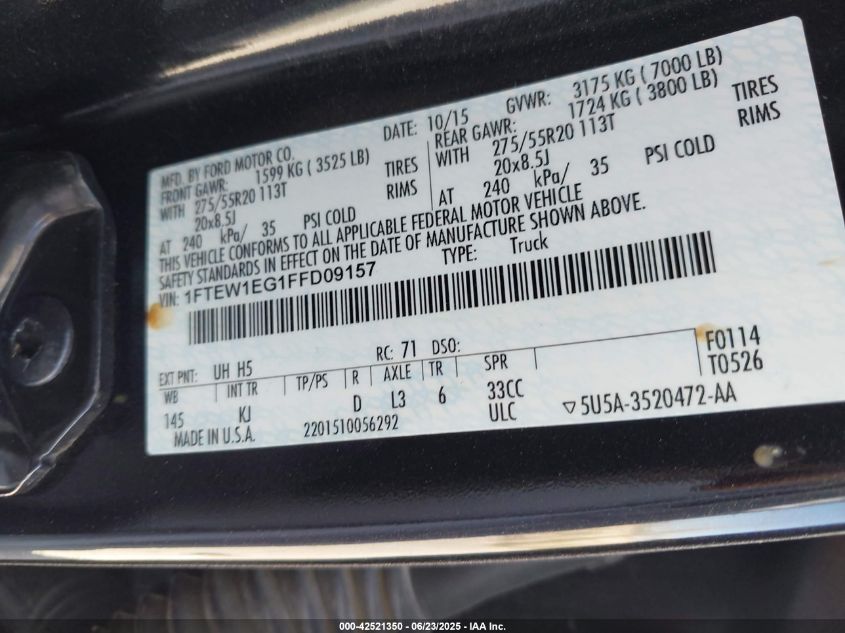 MFD. BY FORD MOTOR CO.
DATE: 10/15 GVWR: 3175 KG ( 7000 LB)
FRONT GAWR: 1599 KG ( 3525 LB)
REAR GAWR: 1724 KG ( 3800 LB)
WITH 275/55R20 113T TIRES
WITH 275/55R20 113T TIRES
20x8.5J RIMS
20x8.5J RIMS
AT 240 kPa/ 35 PSI COLD
AT 240 kPa/ 35 PSI COLD
THIS VEHICLE CONFORMS TO ALL APPLICABLE FEDERAL MOTOR VEHICLE
SAFETY STANDARDS IN EFFECT ON THE DATE OF MANUFACTURE SHOWN ABOVE.
VIN: 1FTEW1EG1FFD09157 TYPE: Truck
EXT PNT: UH H5 RC: 71 DSO:
F0114
T0526
WB INT TR TP/PS R AXLE TR SPR
145 KJ D L3 6 33CC
ULC
MADE IN U.S.A. 2201510056292
▽5U5A-3520472-AA
000-42521350 - 06/23/2025 - IAA Inc.